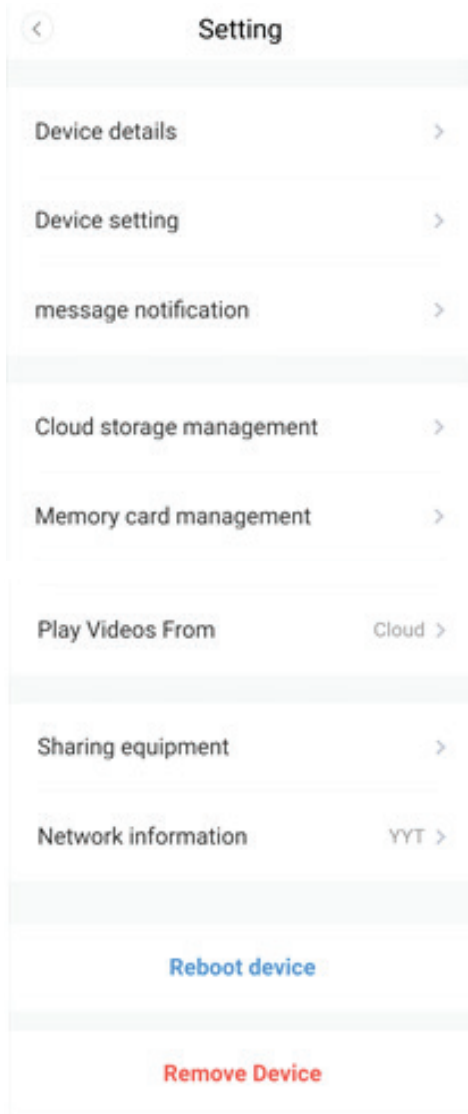 Setting
Device details
Device setting
message notification
Cloud storage management
Memory card management
Play Videos From Cloud
Sharing equipment
Network information YYT
Reboot device
Remove Device